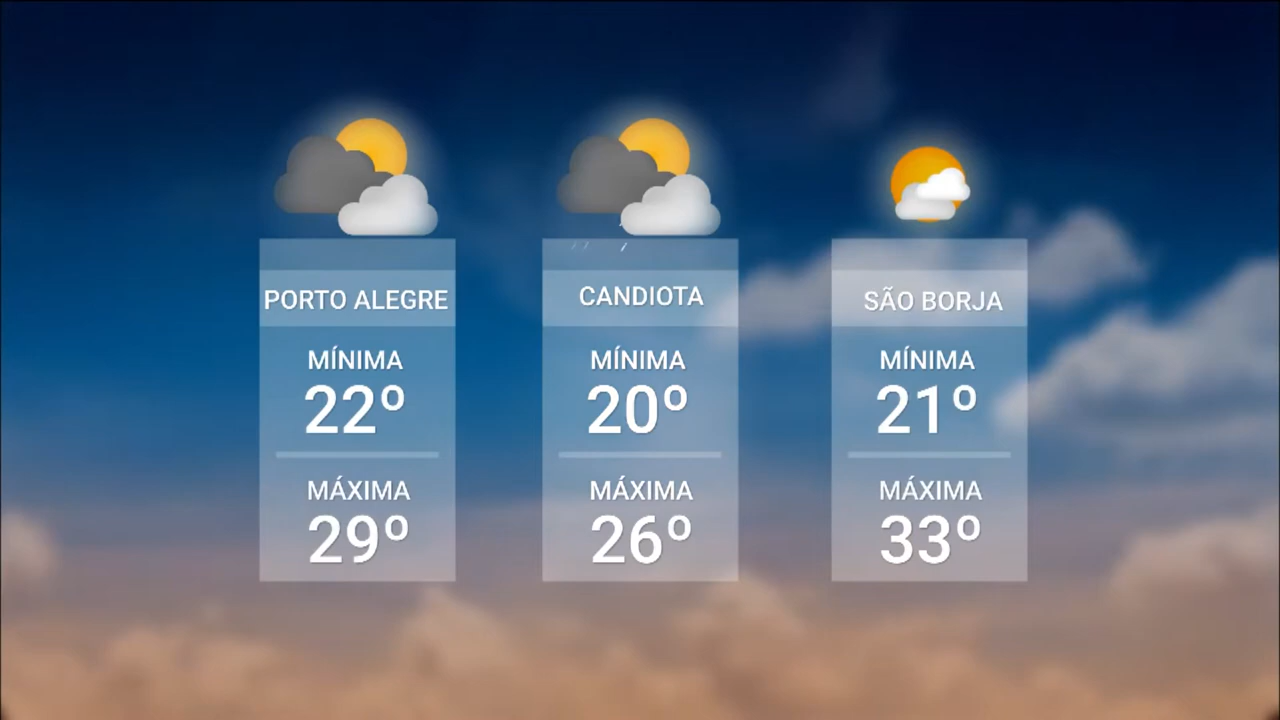 PORTO ALEGRE
MÍNIMA
22º
MÁXIMA
29º
CANDIOTA
MÍNIMA
20º
MÁXIMA
26º
SÃO BORJA
MÍNIMA
21º
MÁXIMA
33º